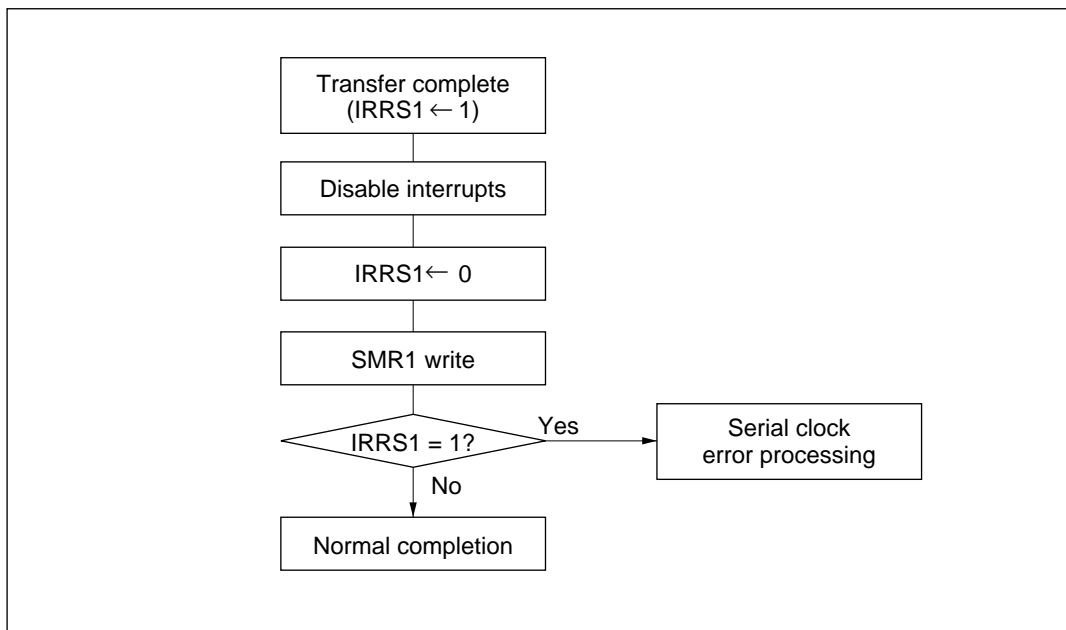 Transfer complete
(IRRS1 ← 1)
Disable interrupts
IRRS1← 0
SMR1 write
IRRS1 = 1?
Yes
Serial clock
error processing
No
Normal completion